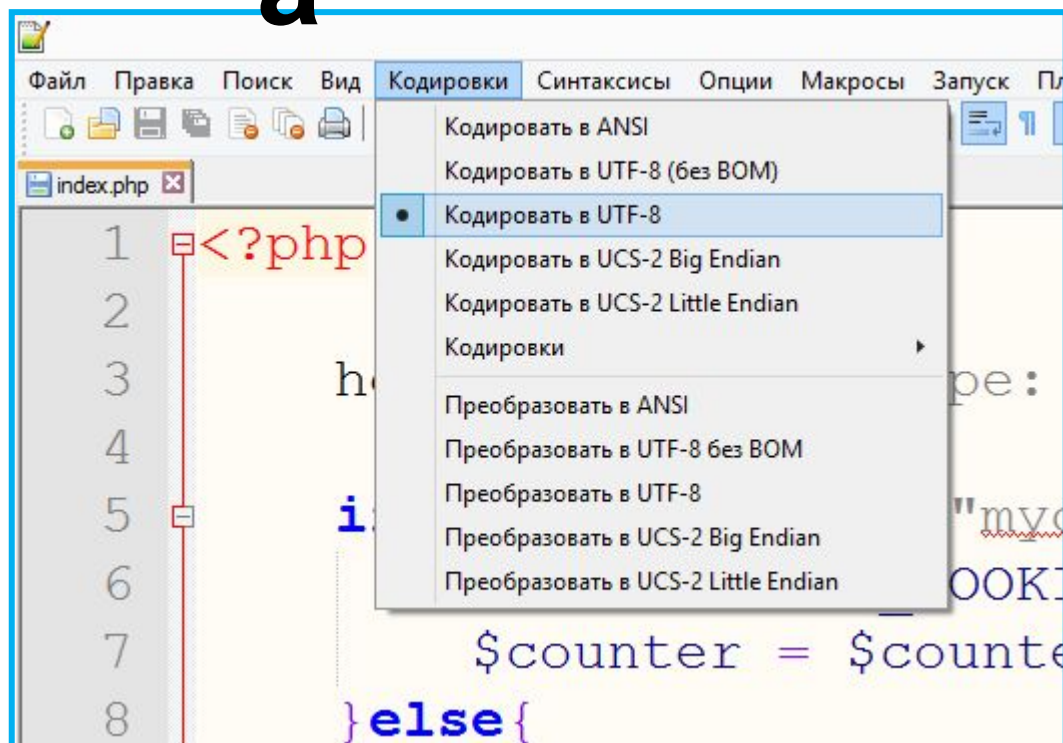 а
Файл Правка Поиск Вид Кодировки Синтаксисы Опции Макросы Запуск Пл
index.php
Кодировать в ANSI
Кодировать в UTF-8 (без BOM)
Кодировать в UTF-8
Кодировать в UCS-2 Big Endian
Кодировать в UCS-2 Little Endian
Кодировки
Преобразовать в ANSI
Преобразовать в UTF-8 без BOM
Преобразовать в UTF-8
Преобразовать в UCS-2 Big Endian
Преобразовать в UCS-2 Little Endian
1 <?php
2
3 h pe:
4
5 i "myc
6 _OOKI
7 $counter = $counte
8 }else{